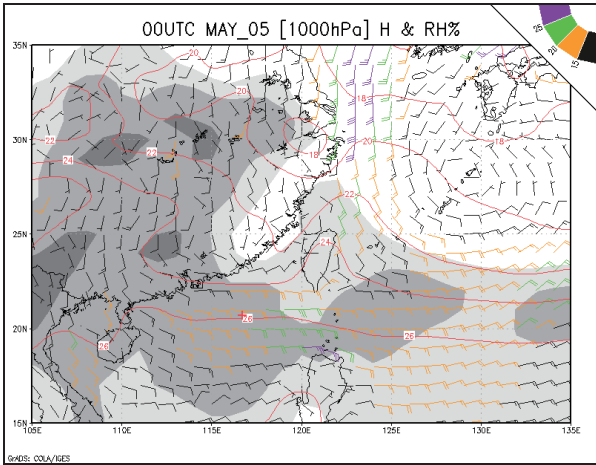 00UTC MAY_05 [1000hPa] H & RH%
25
20
15
35N
20
20
18
18
30N
22
22
20
18
24
22
25N
24
26
20N
26
26
15N
105E 110E 115E 120E 125E 130E 135E
GrADS: COLA/IGES